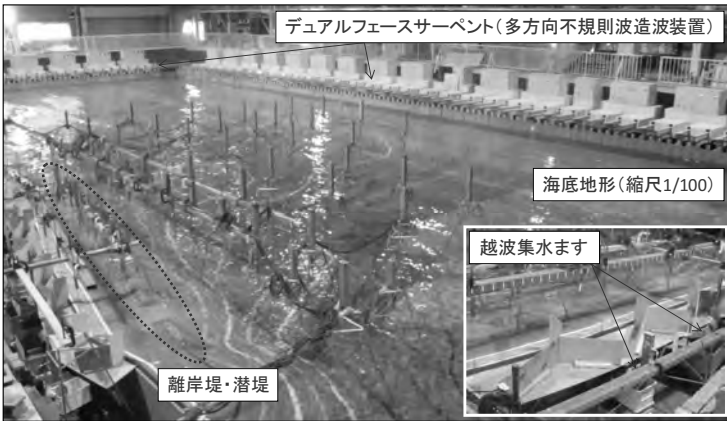 デュアルフェースサーペント(多方向不規則波造波装置)
海底地形(縮尺1/100)
越波集水ます
離岸堤・潜堤